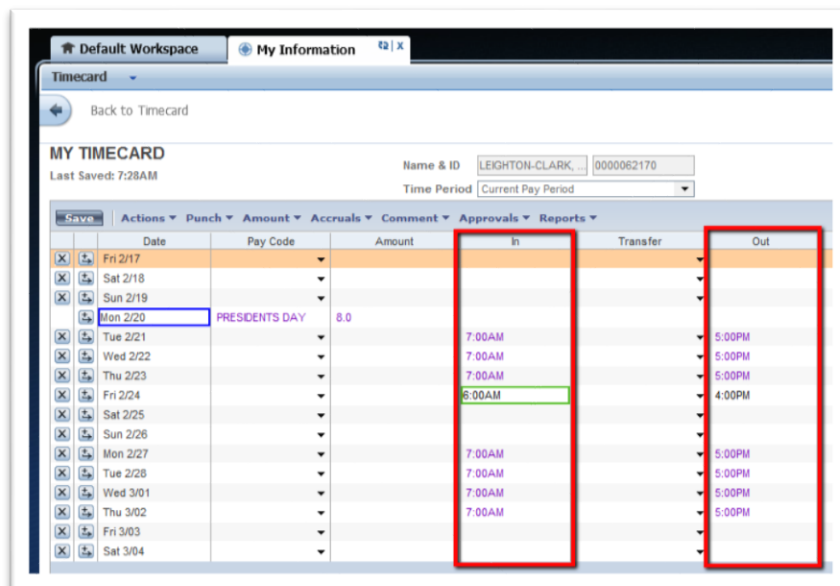 Default Workspace My Information X
Timecard
Back to Timecard
MY TIMECARD
Name & ID LEIGHTON-CLARK, ... 0000062170
Last Saved: 7:28AM
Time Period Current Pay Period
Save Actions Punch Amount Accruals Comment Approvals Reports
Date Pay Code Amount In Transfer Out
X Fri 2/17
X Sat 2/18
X Sun 2/19
Mon 2/20 PRESIDENTS DAY 8.0
X Tue 2/21 7:00AM 5:00PM
X Wed 2/22 7:00AM 5:00PM
X Thu 2/23 7:00AM 5:00PM
X Fri 2/24 6:00AM 4:00PM
X Sat 2/25
X Sun 2/26
X Mon 2/27 7:00AM 5:00PM
X Tue 2/28 7:00AM 5:00PM
X Wed 3/01 7:00AM 5:00PM
X Thu 3/02 7:00AM 5:00PM
X Fri 3/03
X Sat 3/04